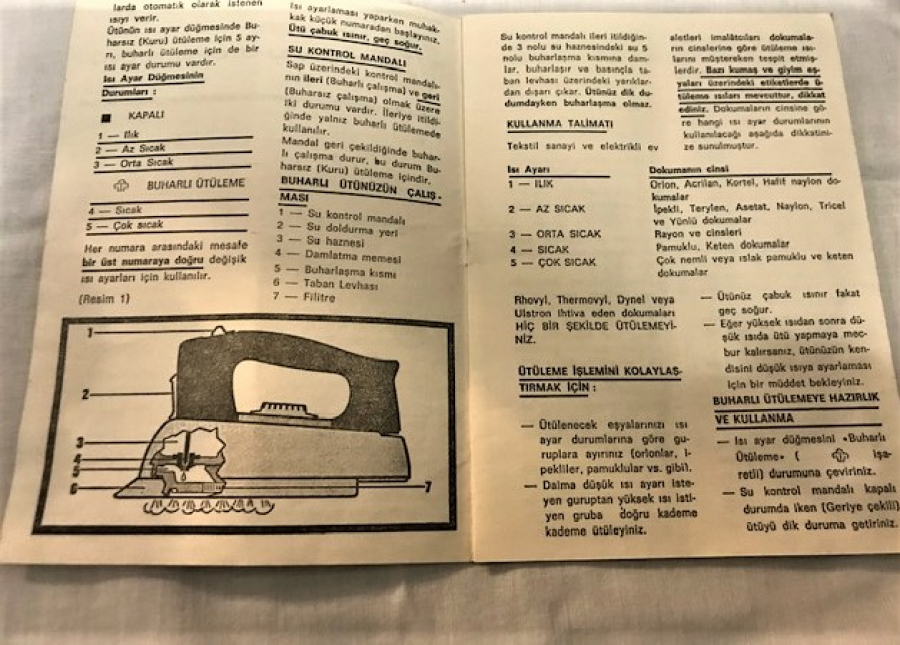 larda otomatik olarak istenen
ısıyı verir.
Ütünün ısı ayar düğmesinde Bu-
harsız (Kuru) ütüleme için 5 ay-
rı, buharlı ütüleme için de bir
ısı ayar durumu vardır.
Isı Ayar Düğmesinin
Durumları :
KAPALI
1 — Ilık
2 — Az Sıcak
3 — Orta Sıcak
BUHARLI ÜTÜLEME
4 — Sıcak
5 — Çok sıcak
Her numara arasındaki mesafe
bir üst numaraya doğru değişik
ısı ayarları için kullanılır.
(Resim 1)
Isı ayarlaması yaparken muhak-
kak küçük numaradan başlayınız.
Ütü çabuk ısınır, geç soğur.
SU KONTROL MANDALI
Sap üzerindeki kontrol mandalı-
nın ileri (Buharlı çalışma) ve geri
(Buharsız çalışma) olmak üzere
iki durumu vardır. İleriye itildi-
ğinde yalnız buharlı ütülemede
kullanılır.
Mandal geri çekildiğinde buhar-
lı çalışma durur, bu durum Bu-
harsız (Kuru) ütüleme içindir.
BUHARLI ÜTÜNÜZÜN ÇALIŞ-
MASI
1 — Su kontrol mandalı
2 — Su doldurma yeri
3 — Su haznesi
4 — Damlatma memesi
5 — Buharlaşma kısmı
6 — Taban Levhası
7 — Filitre
1
2
3
4
5
6
7
Su kontrol mandalı ileri itildiğin-
de 3 nolu su haznesindeki su 5
nolu buharlaşma kısmına dam-
lar, buharlaşır ve basınçla ta-
ban levhası üzerindeki yarıklar-
dan dışarı çıkar. Ütünüz dik du-
dumdayken buharlaşma olmaz.
KULLANMA TALİMATI
Tekstil sanayi ve elektrikli ev
aletleri imalâtcıları dokumala-
rın cinslerine göre ütüleme ısı-
larını müştereken tespit etmiş-
lerdir. Bazı kumaş ve giyim eş-
yaları üzerindeki etiketlerde ü-
tüleme ısıları mevcuttur, dikkat
ediniz. Dokumaların cinsine gö-
re hangi ısı ayar durumlarının
kullanılacağı aşağıda dikkatini-
ze sunulmuştur.
Isı Ayarı Dokumanın cinsi
1 — ILIK Orlon, Acrilan, Kortel, Hafif naylon do-
kumalar
2 — AZ SICAK İpekli, Terylen, Asetat, Naylon, Tricel
ve Yünlü dokumalar
3 — ORTA SICAK Rayon ve cinsleri
4 — SICAK Pamuklu, Keten dokumalar
5 — ÇOK SICAK Çok nemli veya ıslak pamuklu ve keten
dokumalar
Rhovyl, Thermovyl, Dynel veya
Ulstron ihtiva eden dokumaları
HİÇ BİR ŞEKİLDE ÜTÜLEMEYİ-
NİZ.
ÜTÜLEME İŞLEMİNİ KOLAYLAŞ-
TIRMAK İÇİN :
— Ütülenecek eşyalarınızı ısı
ayar durumlarına göre gu-
ruplara ayırınız (orlonlar, i-
pekliler, pamuklular vs. gibi).
— Daima düşük ısı ayarı iste-
yen guruptan yüksek ısı isti-
yen gruba doğru kademe
kademe ütüleyiniz.
— Ütünüz çabuk ısınır fakat
geç soğur.
— Eğer yüksek ısıdan sonra dü-
şük ısıda ütü yapmaya mec-
bur kalırsanız, ütünüzün ken-
disini düşük ısıya ayarlaması
için bir müddet bekleyiniz.
BUHARLI ÜTÜLEMEYE HAZIRLIK
VE KULLANMA
— Isı ayar düğmesini «Buharlı
Ütüleme» ( işa-
retli) durumuna çeviriniz.
— Su kontrol mandalı kapalı
durumda iken (Geriye çekili)
ütüyü dik duruma getiriniz.